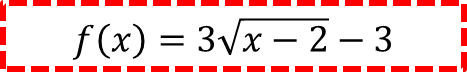 f(x) = 3√(x − 2) − 3